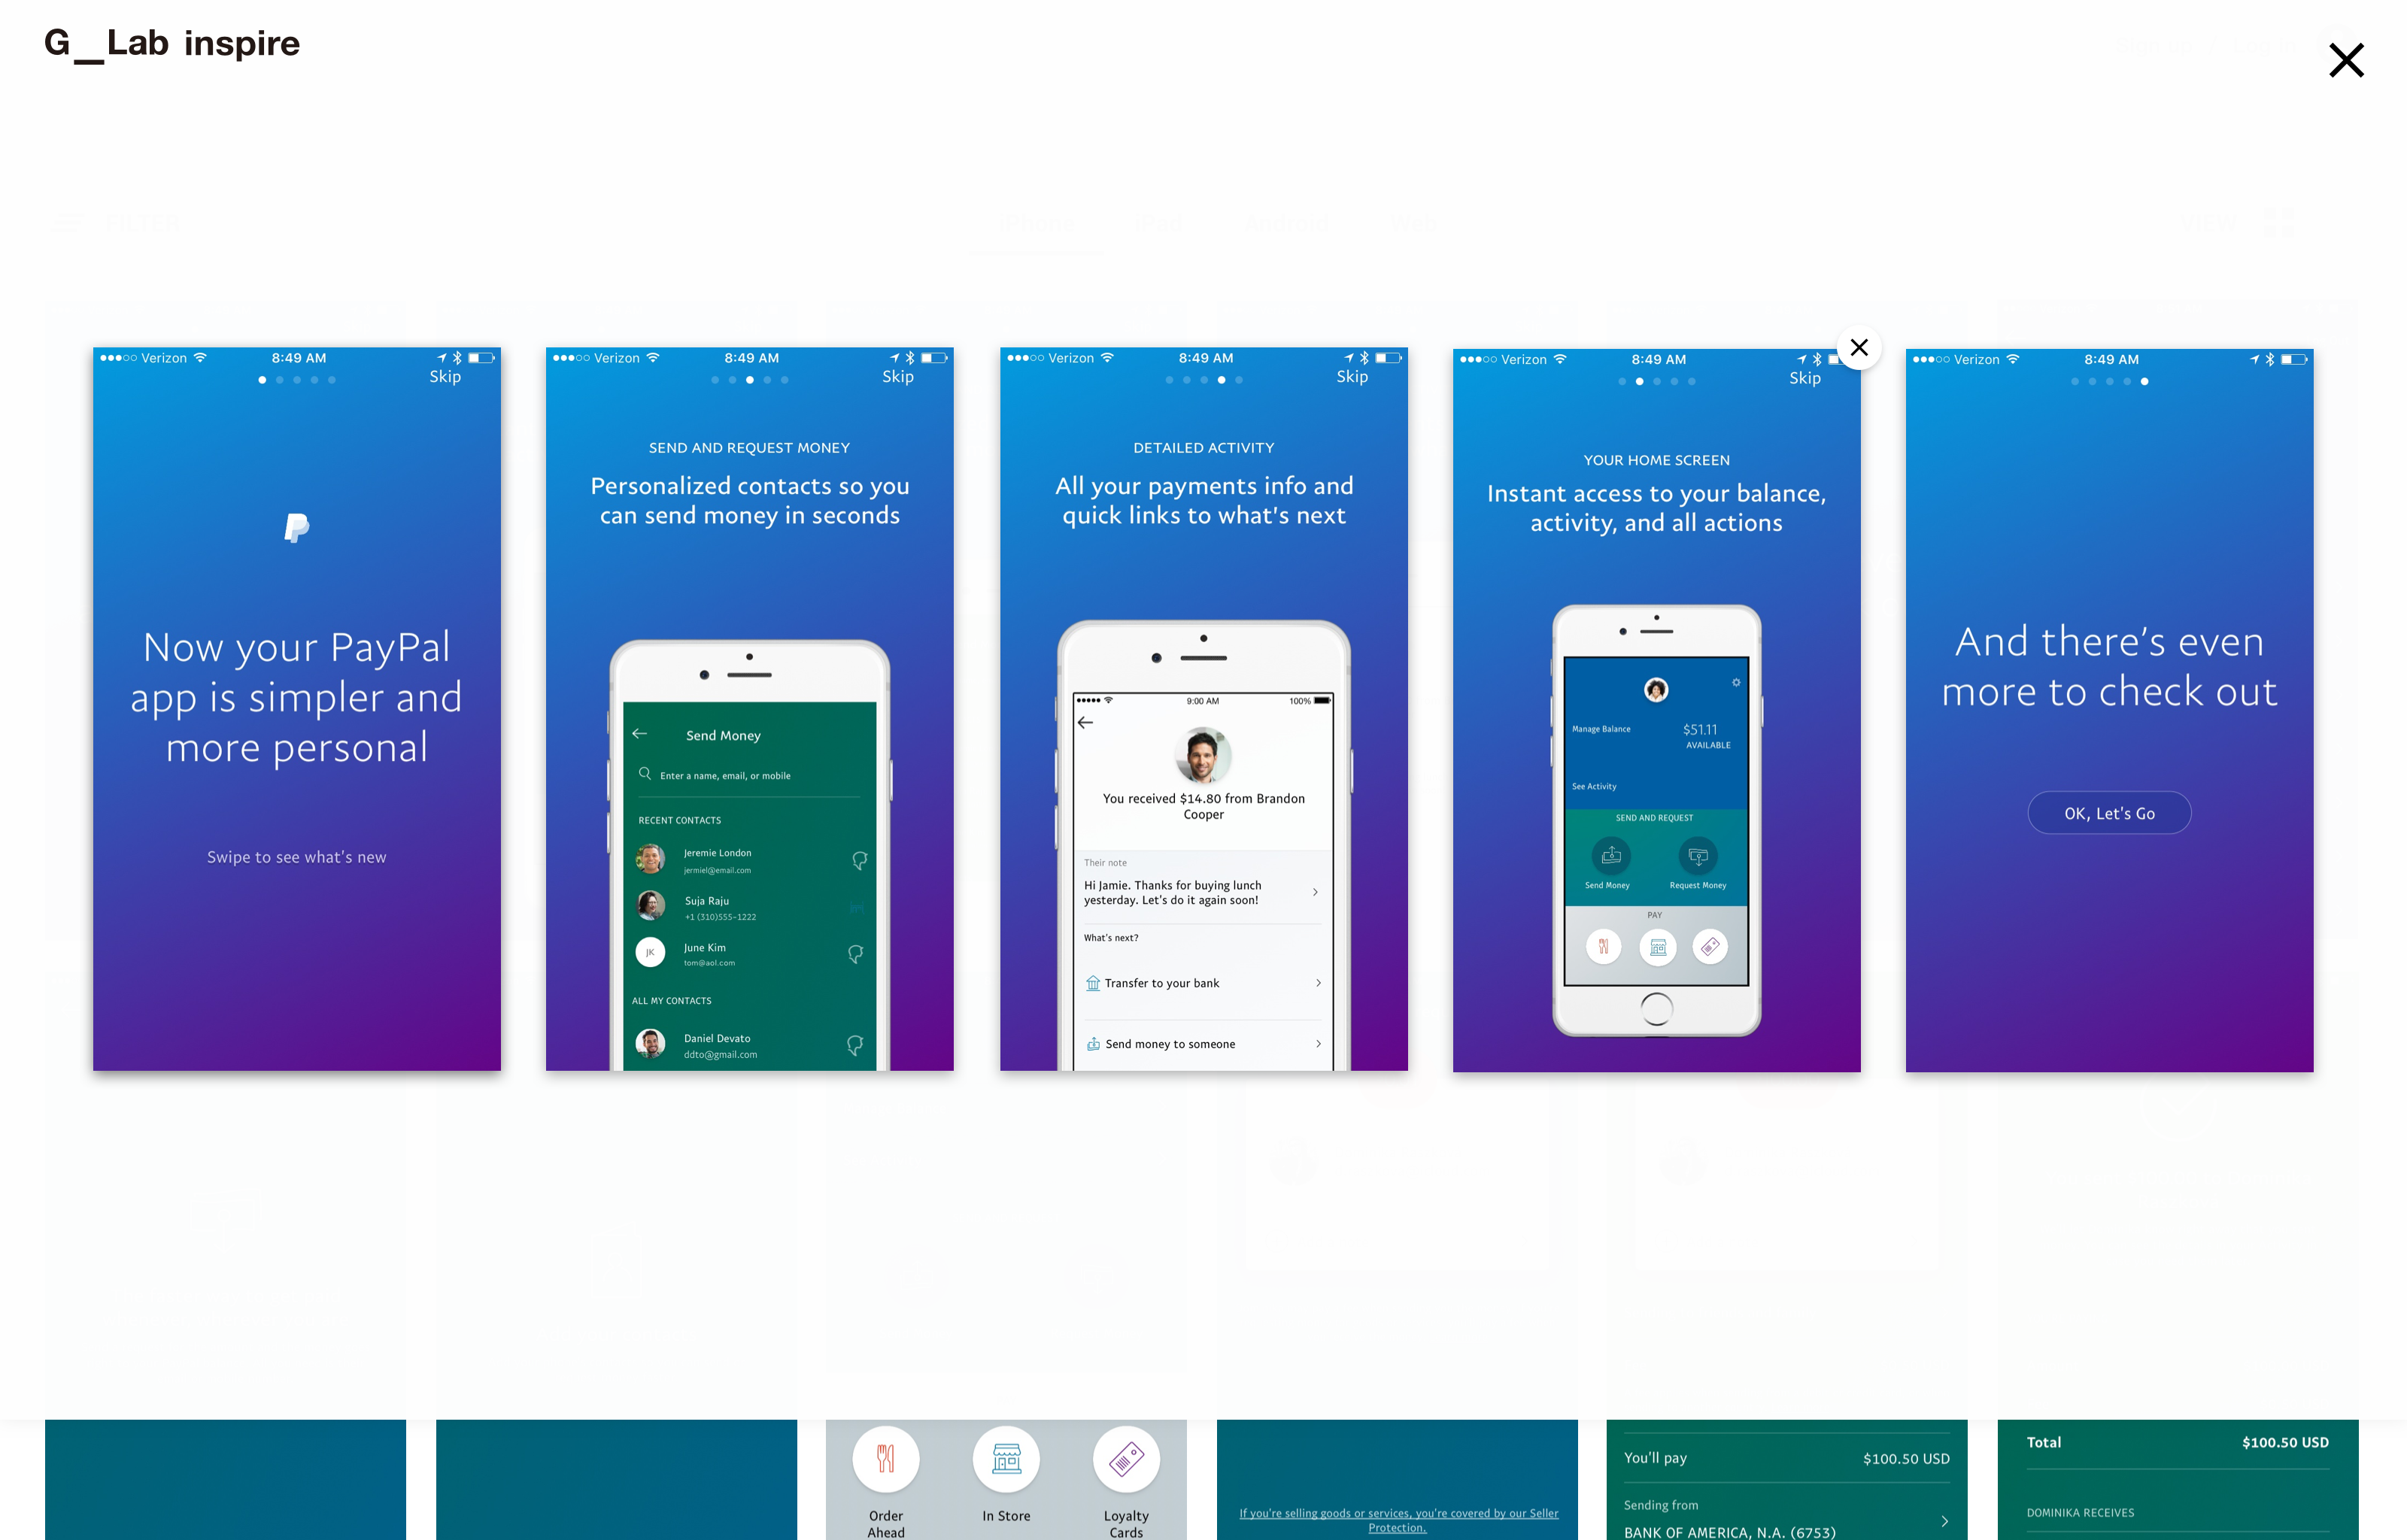 G_Lab inspire
Verizon 8:49 AM
Skip
Now your PayPal
app is simpler and
more personal
Swipe to see what's new
Verizon 8:49 AM
Skip
SEND AND REQUEST MONEY
Personalized contacts so you
can send money in seconds
Send Money
Enter a name, email, or mobile
RECENT CONTACTS
Jeremie London
jermiel@email.com
Suja Raju
+1 (310)555-1222
JK
June Kim
tom@aol.com
ALL MY CONTACTS
Daniel Devato
ddto@gmail.com
Verizon 8:49 AM
Skip
DETAILED ACTIVITY
All your payments info and
quick links to what's next
9:00 AM 100%
You received $14.80 from Brandon
Cooper
Their note
Hi Jamie. Thanks for buying lunch
yesterday. Let's do it again soon!
What's next?
Transfer to your bank
Send money to someone
Verizon 8:49 AM
Skip
YOUR HOME SCREEN
Instant access to your balance,
activity, and all actions
Manage Balance $51.11
AVAILABLE
See Activity
SEND AND REQUEST
Send Money Request Money
PAY
Verizon 8:49 AM
And there's even
more to check out
OK, Let's Go
Order
Ahead
In Store
Loyalty
Cards
If you're selling goods or services, you're covered by our Seller
Protection.
You'll pay $100.50 USD
Sending from
BANK OF AMERICA, N.A. (6753)
Total $100.50 USD
DOMINIKA RECEIVES